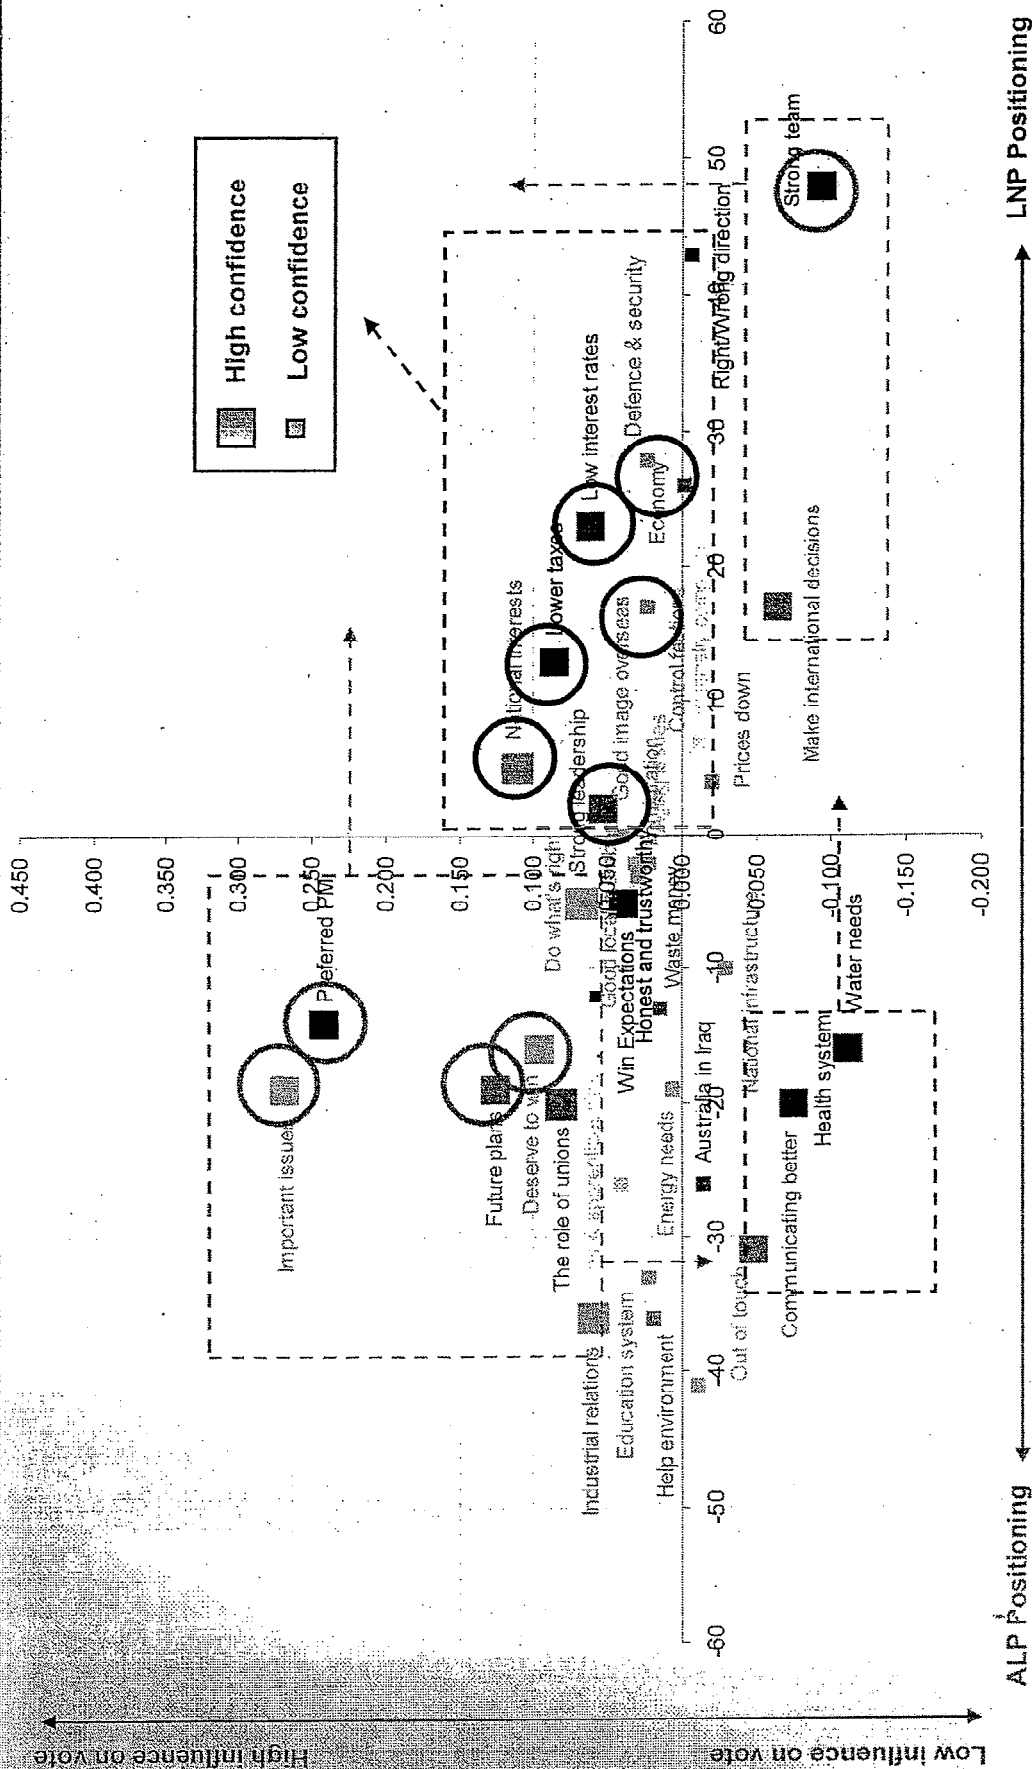 High influence on vote
Low influence on vote
High confidence
Low confidence
0.450
0.400
0.350
0.300
0.250
0.200
0.150
0.100
0.050
0.000
-0.050
-0.100
-0.150
-0.200
-60
-50
-40
-30
-20
-10
0
10
20
30
40
50
60
Important issues
Preferred PM
Future plans
Deserve to win
The role of unions
Industrial relations
Education system
Help environment
Do what's right
Win Expectations
Honest and trustworthy
Waste money
Energy needs
Australia in Iraq
National infrastructure
Out of touch
Communicating better
Health system
Water needs
National interests
Lower taxes
Low interest rates
Strong leadership
Good image overseas
Economy
Defence & security
Right/Wrong direction
Prices down
Make international decisions
Strong team
ALP Positioning
LNP Positioning